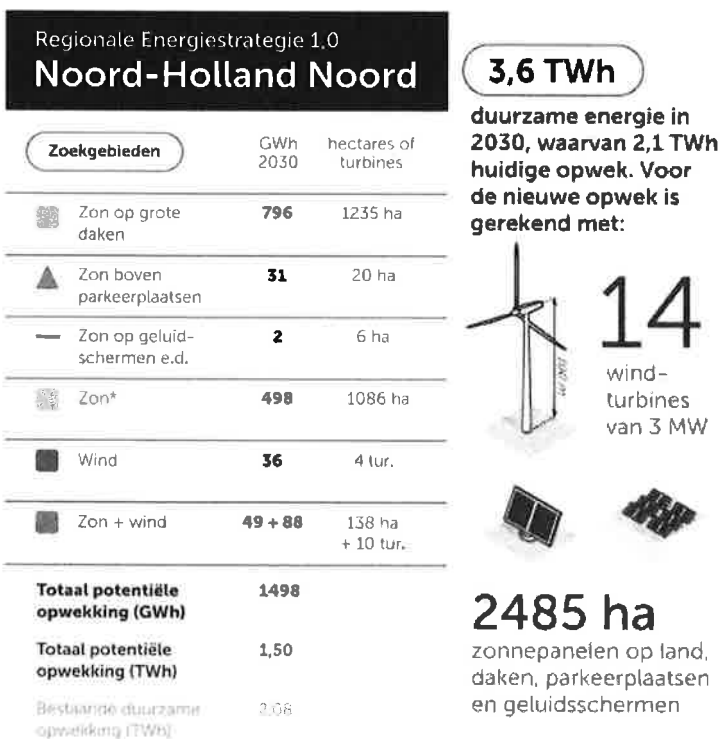 Regionale Energiestrategie 1.0
Noord-Holland Noord
Zoekgebieden
GWh
2030
hectares of
turbines
Zon op grote
daken
796
1235 ha
Zon boven
parkeerplaatsen
31
20 ha
Zon op geluid-
schermen e.d.
2
6 ha
Zon*
498
1086 ha
Wind
36
4 tur.
Zon + wind
49 + 88
138 ha
+ 10 tur.
Totaal potentiële
opwekking (GWh)
1498
Totaal potentiële
opwekking (TWh)
1,50
Bestaande duurzame
opwekking (TWh)
2,08
3,6 TWh
duurzame energie in
2030, waarvan 2,1 TWh
huidige opwek. Voor
de nieuwe opwek is
gerekend met:
14
wind-
turbines
van 3 MW
2485 ha
zonnepanelen op land,
daken, parkeerplaatsen
en geluidsschermen